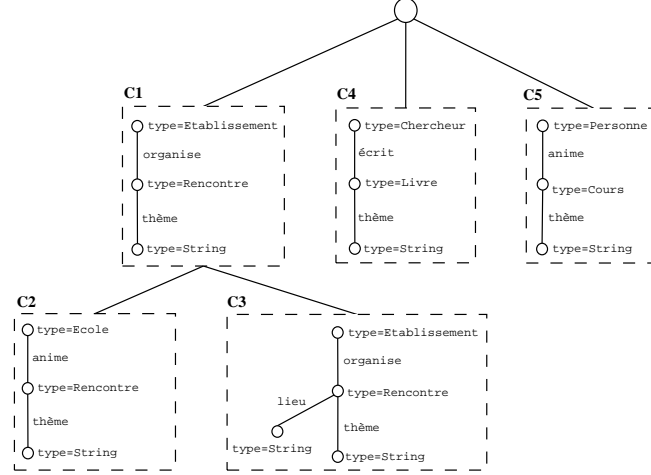 C1
type=Etablissement
organise
type=Rencontre
thème
type=String
C4
type=Chercheur
écrit
type=Livre
thème
type=String
C5
type=Personne
anime
type=Cours
thème
type=String
C2
type=Ecole
anime
type=Rencontre
thème
type=String
C3
type=Etablissement
organise
type=Rencontre
lieu
type=String
thème
type=String